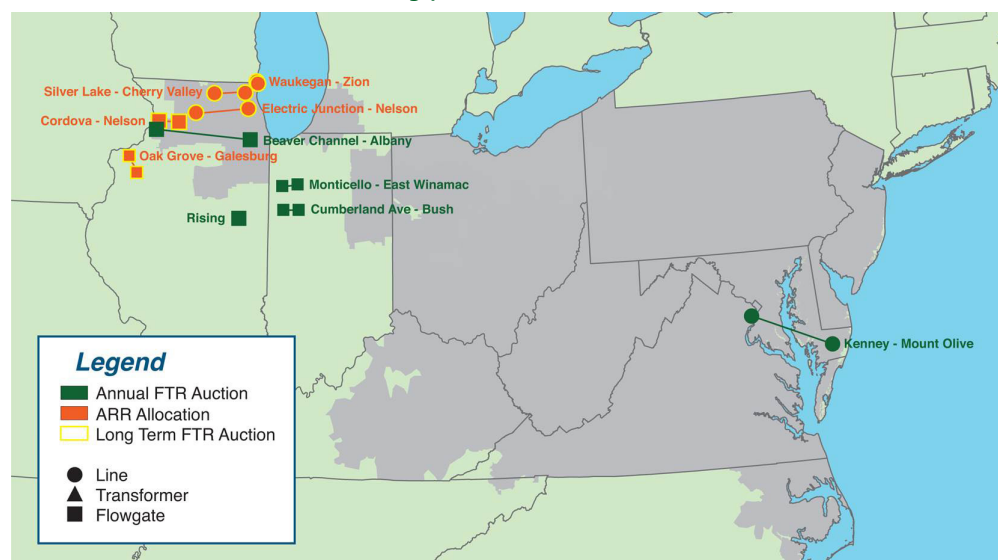 Waukegan - Zion
Silver Lake - Cherry Valley
Electric Junction - Nelson
Cordova - Nelson
Beaver Channel - Albany
Oak Grove - Galesburg
Monticello - East Winamac
Cumberland Ave - Bush
Rising
Kenney - Mount Olive
Legend
Annual FTR Auction
ARR Allocation
Long Term FTR Auction
Line
Transformer
Flowgate